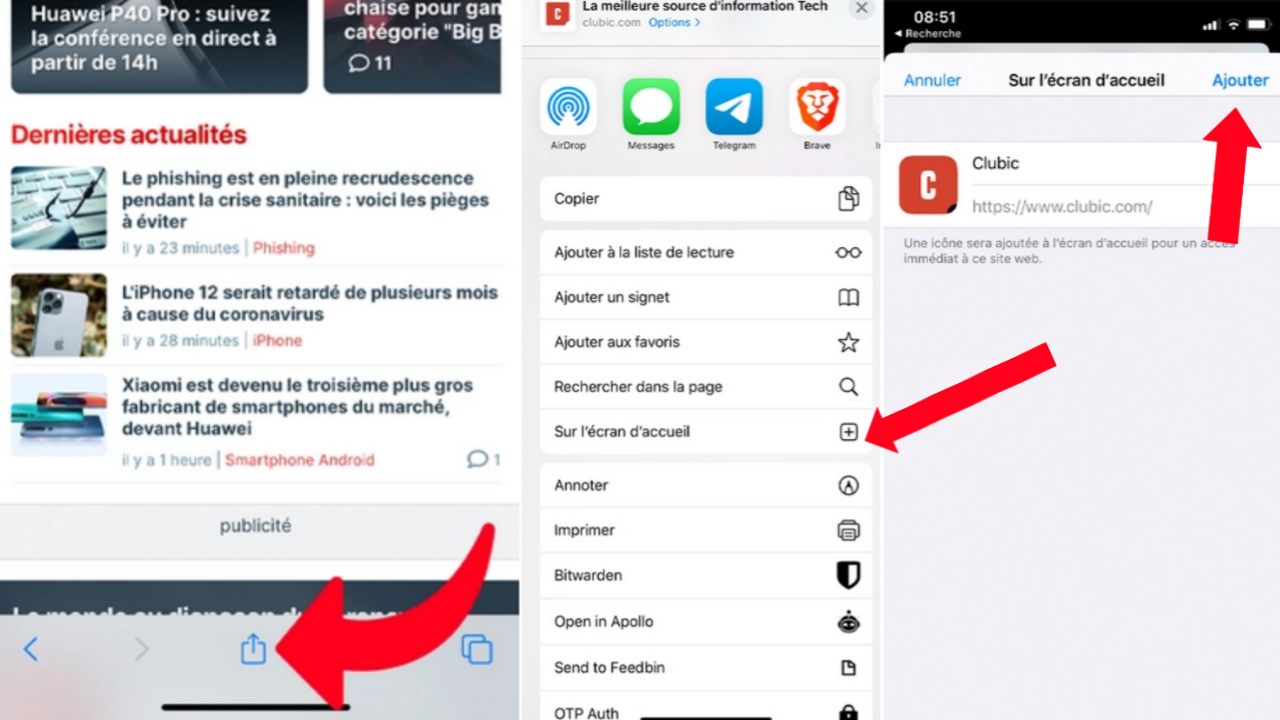 Huawei P40 Pro : suivez
la conférence en direct à
partir de 14h
chaise pour gam
catégorie "Big B
11
Dernières actualités
Le phishing est en pleine recrudescence
pendant la crise sanitaire : voici les pièges
à éviter
il y a 23 minutes | Phishing
L'iPhone 12 serait retardé de plusieurs mois
à cause du coronavirus
il y a 28 minutes | iPhone
Xiaomi est devenu le troisième plus gros
fabricant de smartphones du marché,
devant Huawei
il y a 1 heure | Smartphone Android
1
publicité
C
La meilleure source d'information Tech
clubic.com Options >
AirDrop
Messages
Telegram
Brave
Copier
Ajouter à la liste de lecture
Ajouter un signet
Ajouter aux favoris
Rechercher dans la page
Sur l'écran d'accueil
Annoter
Imprimer
Bitwarden
Open in Apollo
Send to Feedbin
OTP Auth
08:51
◀ Recherche
Annuler
Sur l'écran d'accueil
Ajouter
C
Clubic
https://www.clubic.com/
Une icône sera ajoutée à l'écran d'accueil pour un accès
immédiat à ce site web.